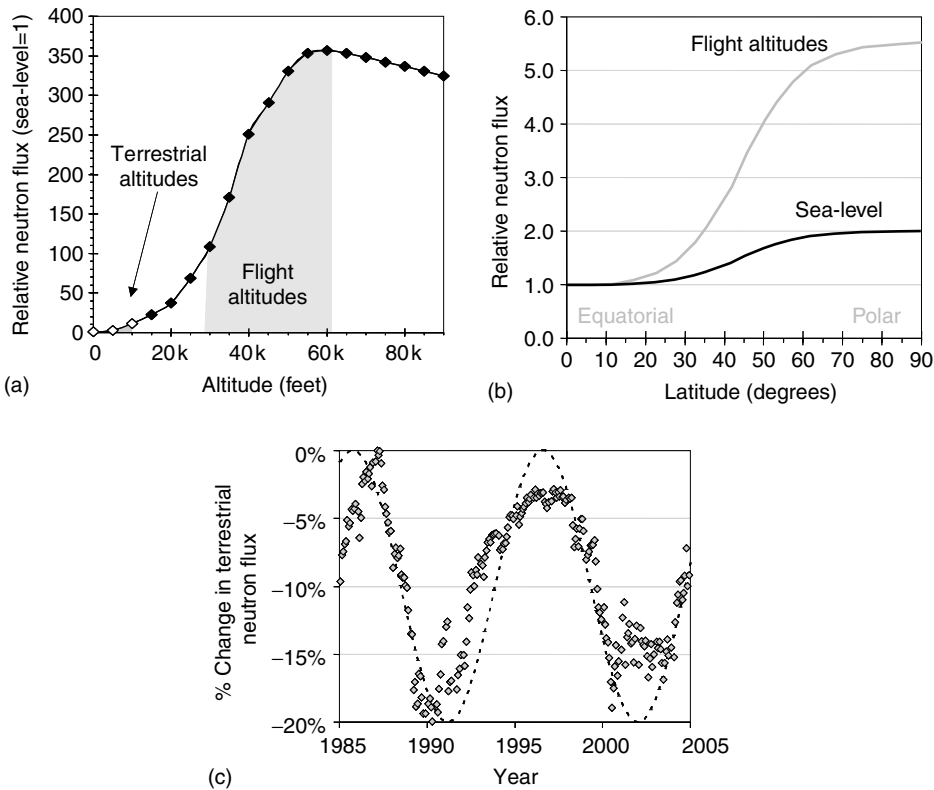 400
350
300
250
200
150
100
50
0
Relative neutron flux (sea-level=1)
Terrestrial
altitudes
Flight
altitudes
0 20k 40k 60k 80k
Altitude (feet)
(a)
6.0
5.0
4.0
3.0
2.0
1.0
0.0
Relative neutron flux
Flight altitudes
Sea-level
Equatorial Polar
0 10 20 30 40 50 60 70 80 90
Latitude (degrees)
(b)
0%
−5%
−10%
−15%
−20%
% Change in terrestrial
neutron flux
1985 1990 1995 2000 2005
Year
(c)